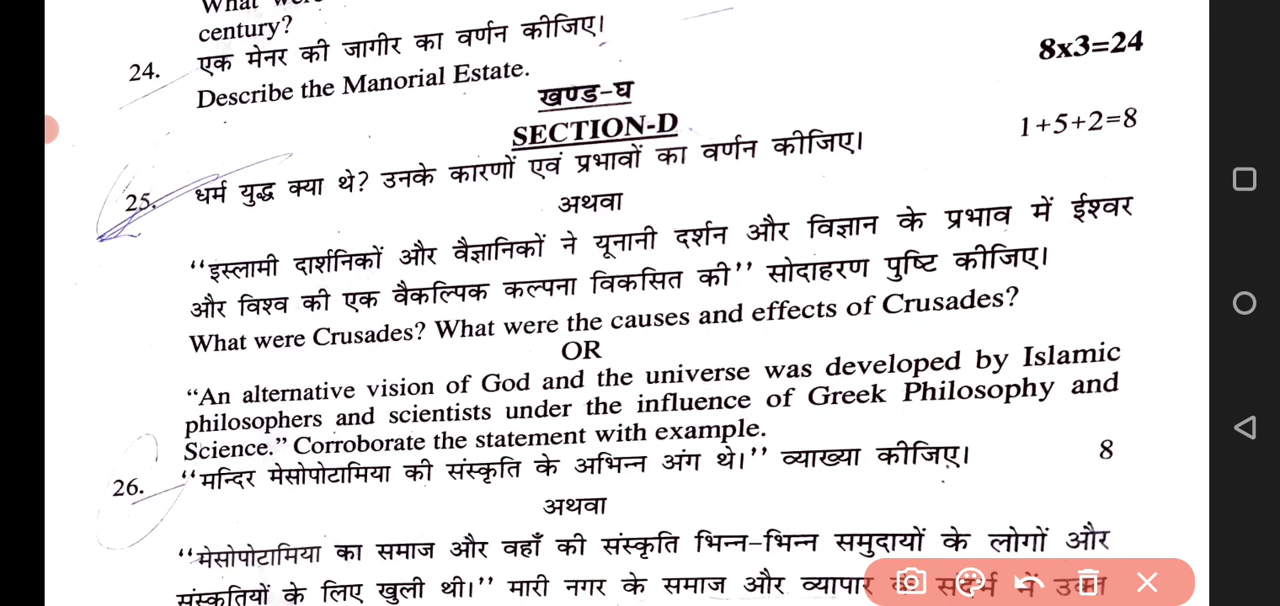 century?
24. एक मेनर की जागीर का वर्णन कीजिए।
Describe the Manorial Estate.
8x3=24
खण्ड-घ
SECTION-D
25. धर्म युद्ध क्या थे? उनके कारणों एवं प्रभावों का वर्णन कीजिए। 1+5+2=8
अथवा
“इस्लामी दार्शनिकों और वैज्ञानिकों ने यूनानी दर्शन और विज्ञान के प्रभाव में ईश्वर
और विश्व की एक वैकल्पिक कल्पना विकसित की” सोदाहरण पुष्टि कीजिए।
What were Crusades? What were the causes and effects of Crusades?
OR
“An alternative vision of God and the universe was developed by Islamic
philosophers and scientists under the influence of Greek Philosophy and
Science.” Corroborate the statement with example.
26. “मन्दिर मेसोपोटामिया की संस्कृति के अभिन्न अंग थे।” व्याख्या कीजिए। 8
अथवा
“मेसोपोटामिया का समाज और वहाँ की संस्कृति भिन्न-भिन्न समुदायों के लोगों और
संस्कृतियों के लिए खुली थी।” मारी नगर के समाज और व्यापार